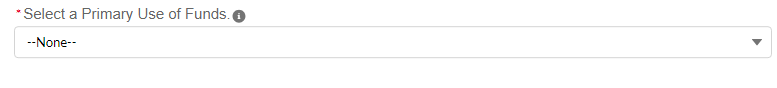 *Select a Primary Use of Funds.
--None--